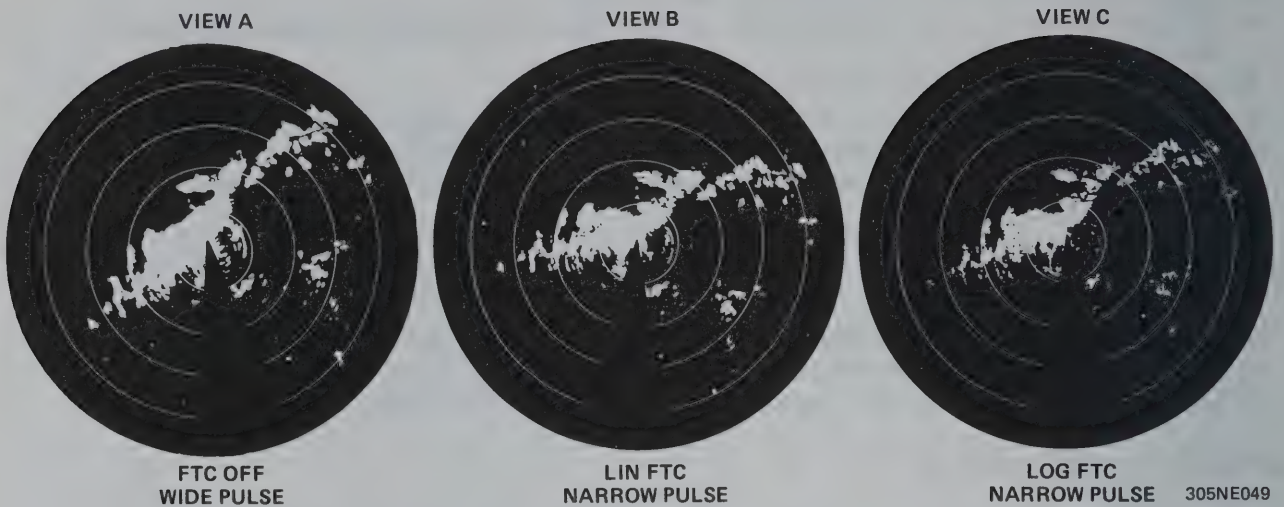 VIEW A
VIEW B
VIEW C
FTC OFF
WIDE PULSE
LIN FTC
NARROW PULSE
LOG FTC
NARROW PULSE
305NE049